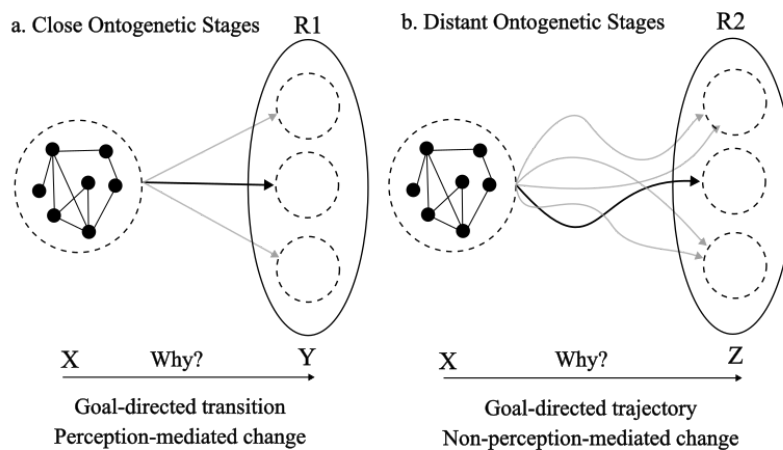 a. Close Ontogenetic Stages
R1
X
Why?
Y
Goal-directed transition
Perception-mediated change
b. Distant Ontogenetic Stages
R2
X
Why?
Z
Goal-directed trajectory
Non-perception-mediated change